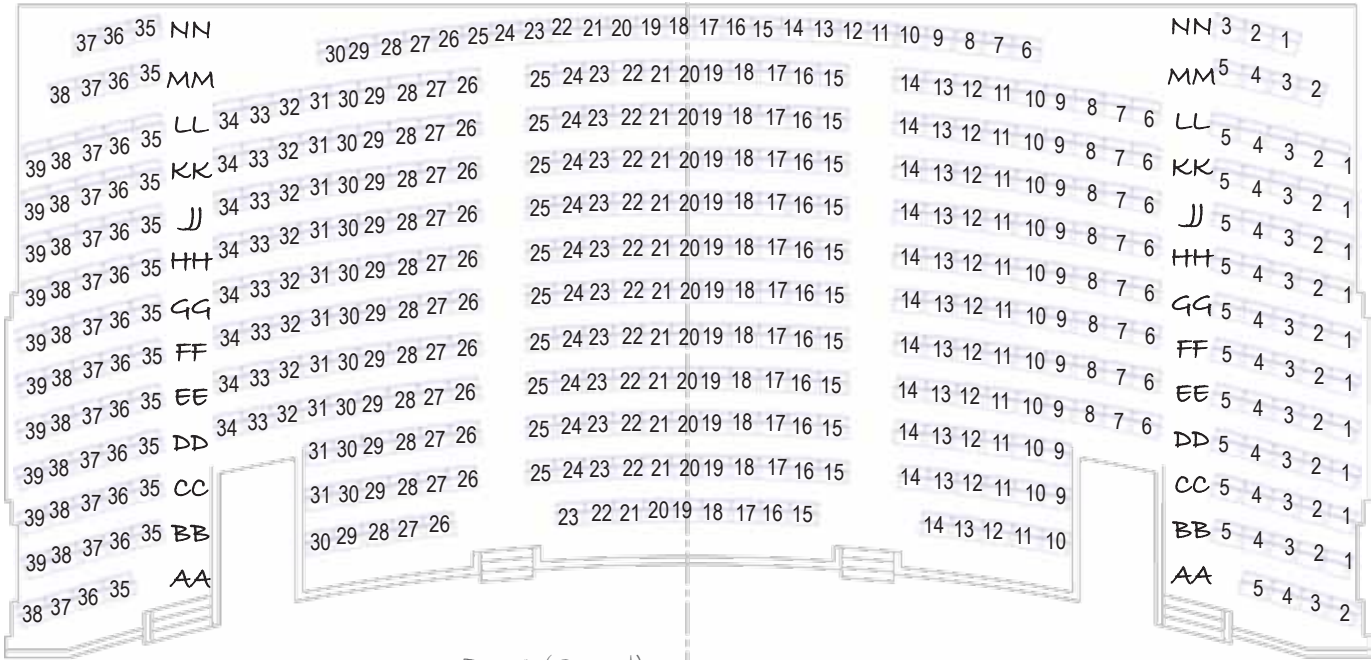 37 36 35 NN 30 29 28 27 26 25 24 23 22 21 20 19 18 17 16 15 14 13 12 11 10 9 8 7 6 NN 3 2 1
38 37 36 35 MM 34 33 32 31 30 29 28 27 26 25 24 23 22 21 20 19 18 17 16 15 14 13 12 11 10 9 8 7 6 MM 5 4 3 2
39 38 37 36 35 LL 34 33 32 31 30 29 28 27 26 25 24 23 22 21 20 19 18 17 16 15 14 13 12 11 10 9 8 7 6 LL 5 4 3 2 1
39 38 37 36 35 KK 34 33 32 31 30 29 28 27 26 25 24 23 22 21 20 19 18 17 16 15 14 13 12 11 10 9 8 7 6 KK 5 4 3 2 1
39 38 37 36 35 JJ 34 33 32 31 30 29 28 27 26 25 24 23 22 21 20 19 18 17 16 15 14 13 12 11 10 9 8 7 6 JJ 5 4 3 2 1
39 38 37 36 35 HH 34 33 32 31 30 29 28 27 26 25 24 23 22 21 20 19 18 17 16 15 14 13 12 11 10 9 8 7 6 HH 5 4 3 2 1
39 38 37 36 35 GG 34 33 32 31 30 29 28 27 26 25 24 23 22 21 20 19 18 17 16 15 14 13 12 11 10 9 8 7 6 GG 5 4 3 2 1
39 38 37 36 35 FF 34 33 32 31 30 29 28 27 26 25 24 23 22 21 20 19 18 17 16 15 14 13 12 11 10 9 8 7 6 FF 5 4 3 2 1
39 38 37 36 35 EE 34 33 32 31 30 29 28 27 26 25 24 23 22 21 20 19 18 17 16 15 14 13 12 11 10 9 8 7 6 EE 5 4 3 2 1
39 38 37 36 35 DD 31 30 29 28 27 26 25 24 23 22 21 20 19 18 17 16 15 14 13 12 11 10 9 DD 5 4 3 2 1
39 38 37 36 35 CC 31 30 29 28 27 26 25 24 23 22 21 20 19 18 17 16 15 14 13 12 11 10 9 CC 5 4 3 2 1
39 38 37 36 35 BB 30 29 28 27 26 23 22 21 20 19 18 17 16 15 14 13 12 11 10 BB 5 4 3 2 1
38 37 36 35 AA AA 5 4 3 2